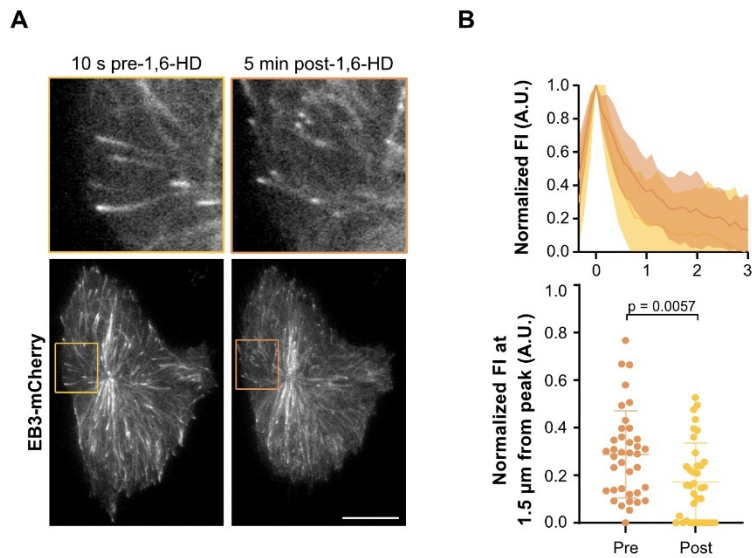 A
10 s pre-1,6-HD
5 min post-1,6-HD
EB3-mCherry
B
Normalized FI (A.U.)
1.0
0.8
0.6
0.4
0.2
0.0
0 1 2 3
Normalized FI at
1.5 µm from peak (A.U.)
1.0
0.8
0.6
0.4
0.2
0.0
p = 0.0057
Pre Post